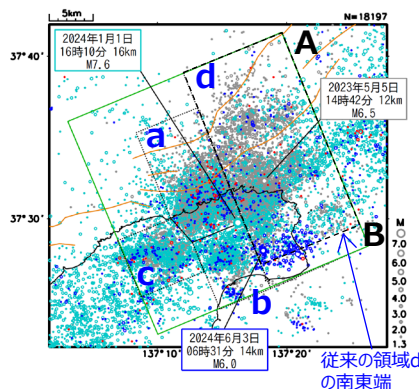 5km
N=18197
37°40'
37°30'
137°10'
137°20'
2024年1月1日
16時10分 16km
M7.6
2023年5月5日
14時42分 12km
M6.5
2024年6月3日
06時31分 14km
M6.0
A
B
a
b
c
d
M
7.0
6.0
5.0
4.0
3.0
2.0
1.3
従来の領域d
の南東端